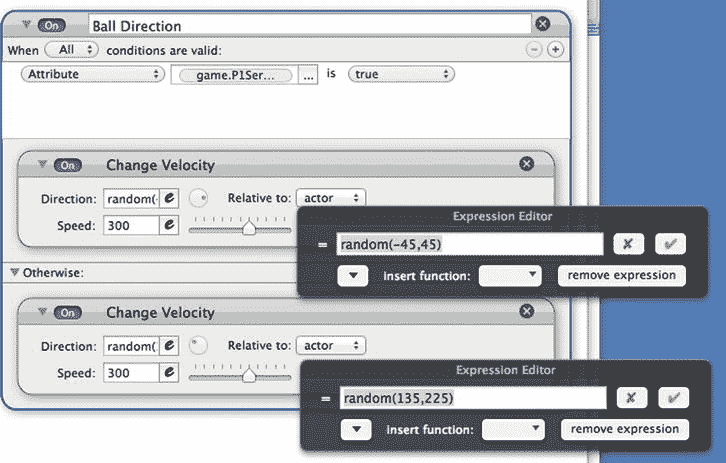 On Ball Direction
When All conditions are valid:
Attribute game.P1Ser... ... is true
On Change Velocity
Direction: random(- e Relative to: actor
Speed: 300 e
Expression Editor
= random(-45,45)
insert function: remove expression
Otherwise:
On Change Velocity
Direction: random( e Relative to: actor
Speed: 300 e
Expression Editor
= random(135,225)
insert function: remove expression